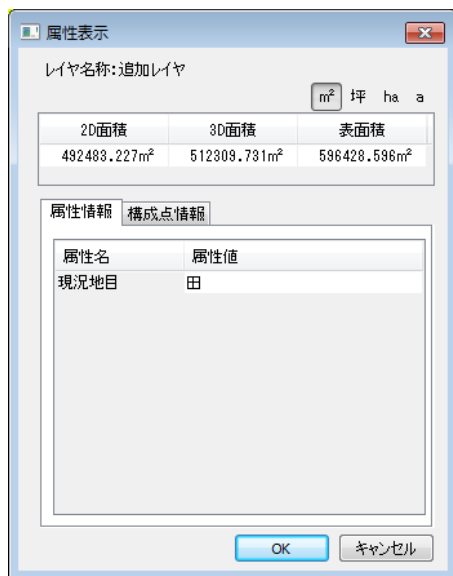 属性表示
レイヤ名称:追加レイヤ
m² 坪 ha a
2D面積 3D面積 表面積
492483.227m² 512309.731m² 596428.596m²
属性情報 構成点情報
属性名 属性値
現況地目 田
OK キャンセル